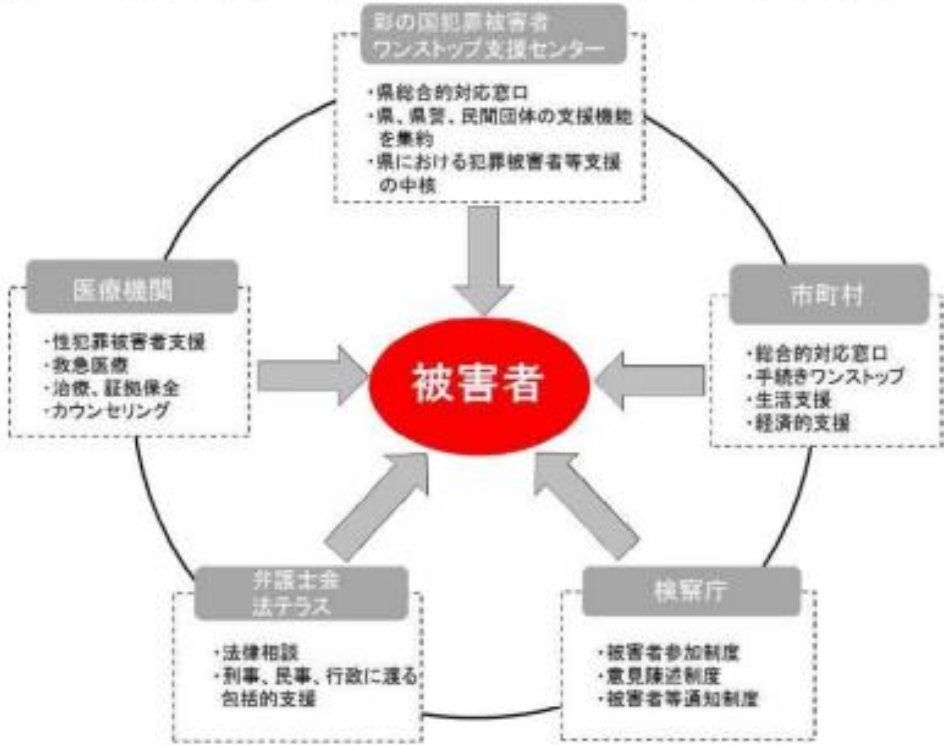 彩の国犯罪被害者
ワンストップ支援センター
・県総合的対応窓口
・県、県警、民間団体の支援機能
を集約
・県における犯罪被害者等支援
の中核
医療機関
・性犯罪被害者支援
・救急医療
・治療、証拠保全
・カウンセリング
被害者
市町村
・総合的対応窓口
・手続きワンストップ
・生活支援
・経済的支援
弁護士会
法テラス
・法律相談
・刑事、民事、行政に渡る
包括的支援
検察庁
・被害者参加制度
・意見陳述制度
・被害者等通知制度